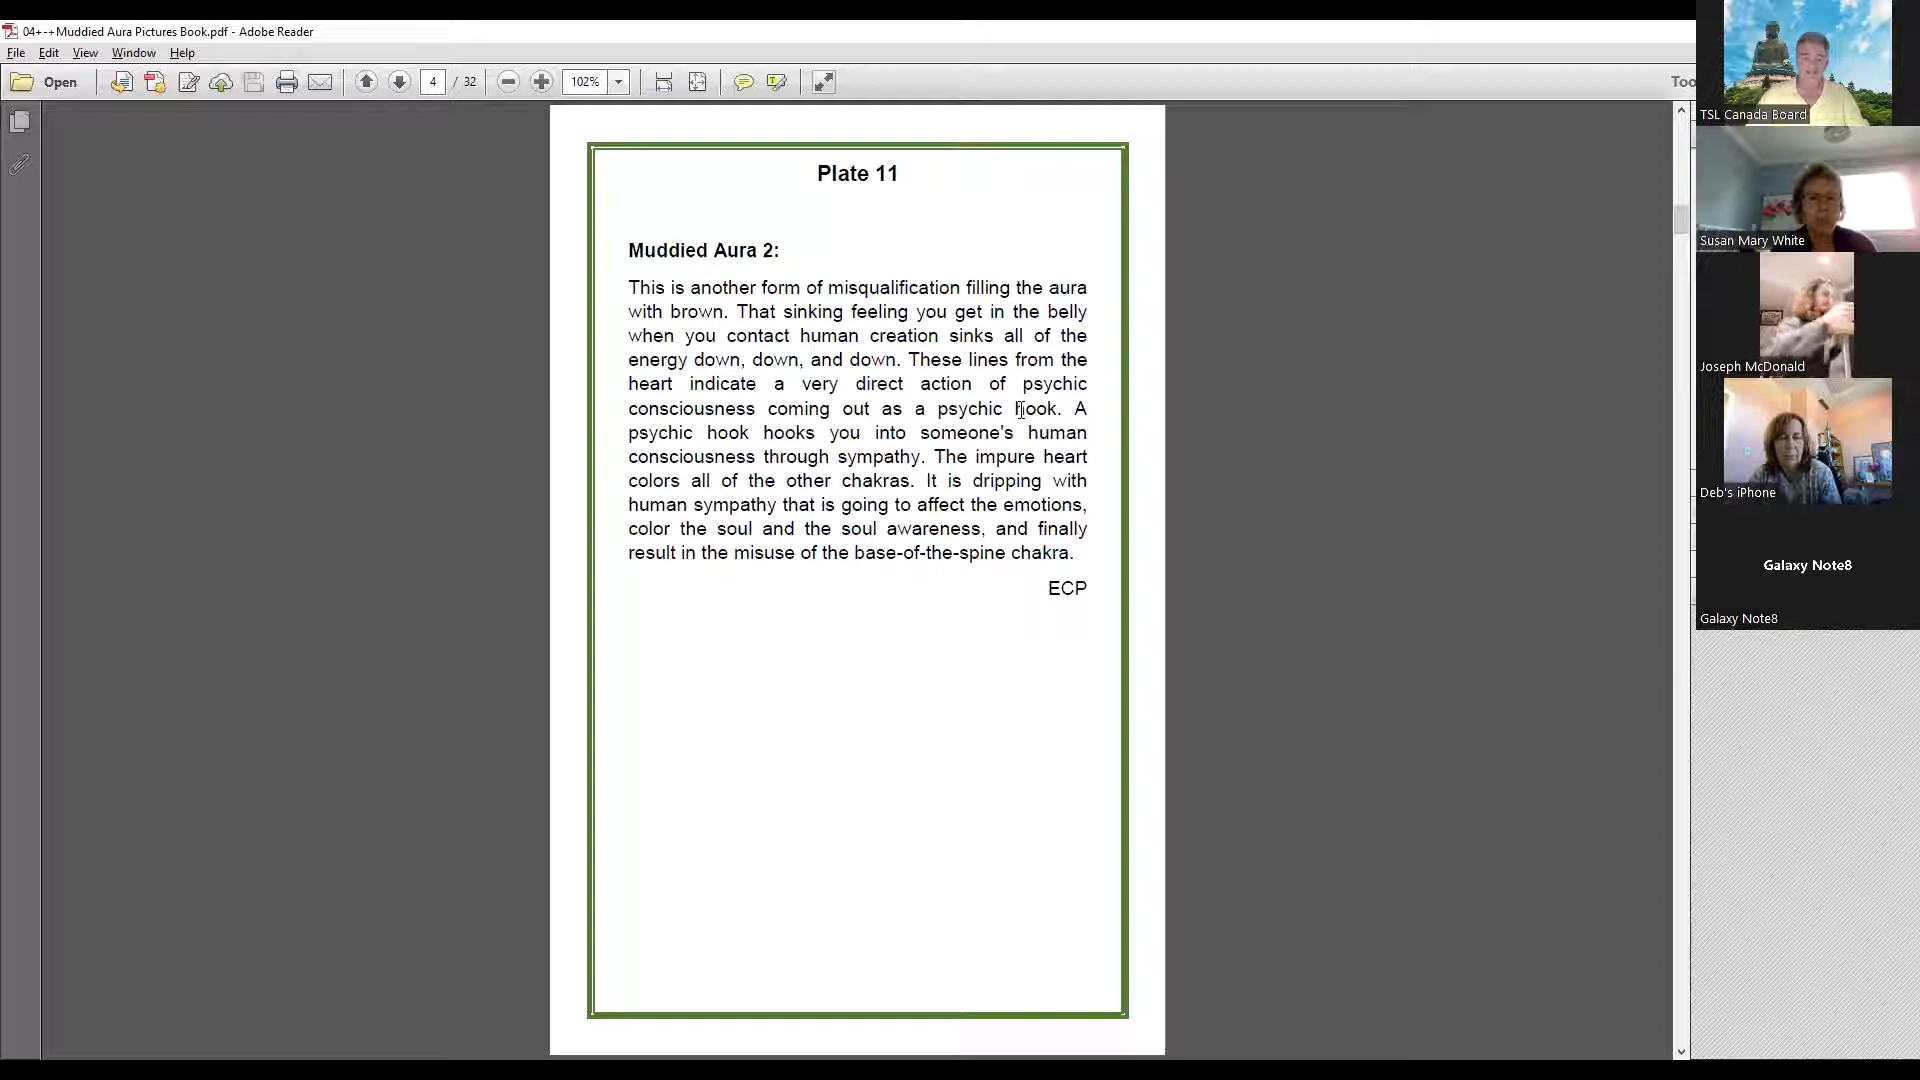 04+-+Muddied Aura Pictures Book.pdf - Adobe Reader
File Edit View Window Help
Open 4 / 32 102% Too
Plate 11
Muddied Aura 2:
This is another form of misqualification filling the aura
with brown. That sinking feeling you get in the belly
when you contact human creation sinks all of the
energy down, down, and down. These lines from the
heart indicate a very direct action of psychic
consciousness coming out as a psychic hook. A
psychic hook hooks you into someone's human
consciousness through sympathy. The impure heart
colors all of the other chakras. It is dripping with
human sympathy that is going to affect the emotions,
color the soul and the soul awareness, and finally
result in the misuse of the base-of-the-spine chakra.
ECP
TSL Canada Board
Susan Mary White
Joseph McDonald
Deb's iPhone
Galaxy Note8
Galaxy Note8